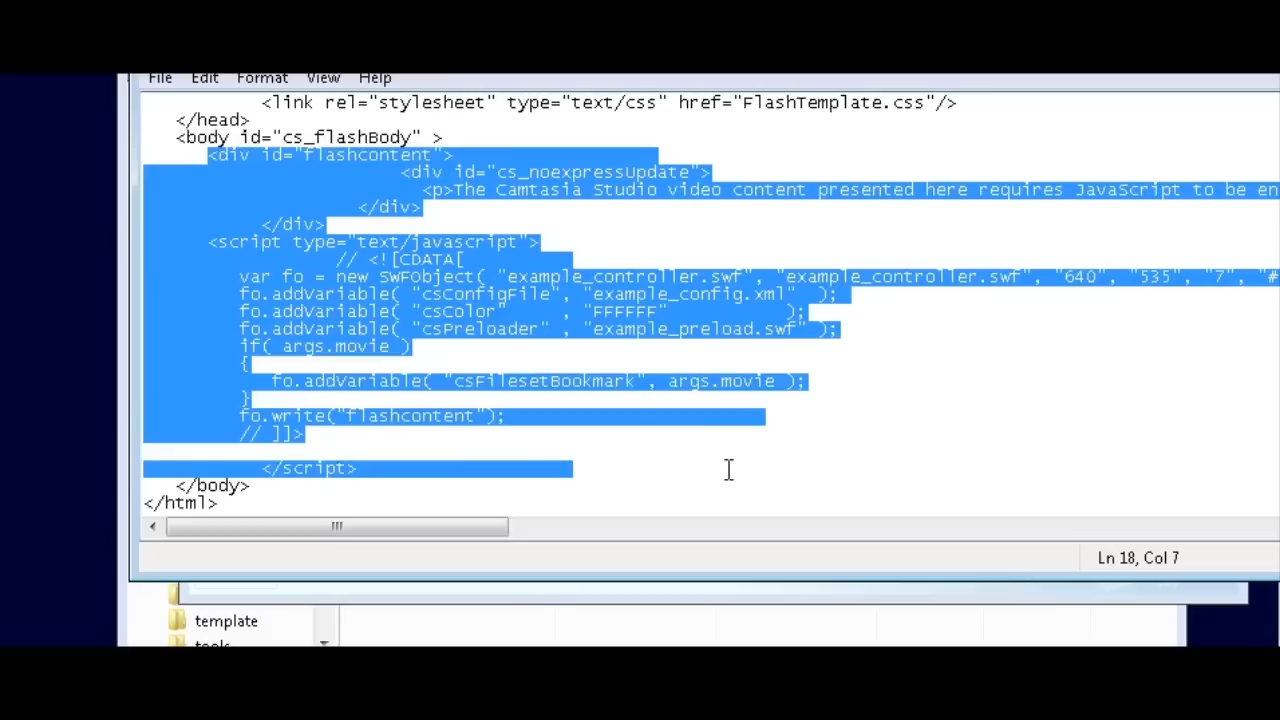 File Edit Format View Help
<link rel="stylesheet" type="text/css" href="FlashTemplate.css"/>
</head>
<body id="cs_flashBody" >
<div id="flashcontent">
<div id="cs_noexpressUpdate">
<p>The Camtasia Studio video content presented here requires JavaScript to be en
</div>
</div>
<script type="text/javascript">
// <![CDATA[
var fo = new SWFObject( "example_controller.swf", "example_controller.swf", "640", "535", "7", "#
fo.addVariable( "csConfigFile", "example_config.xml" );
fo.addVariable( "csColor" , "FFFFFF" );
fo.addVariable( "csPreloader" , "example_preload.swf" );
if( args.movie )
{
fo.addVariable( "csFilesetBookmark", args.movie );
}
fo.write("flashcontent");
// ]]>
</script>
</body>
</html>
Ln 18, Col 7
template
tools